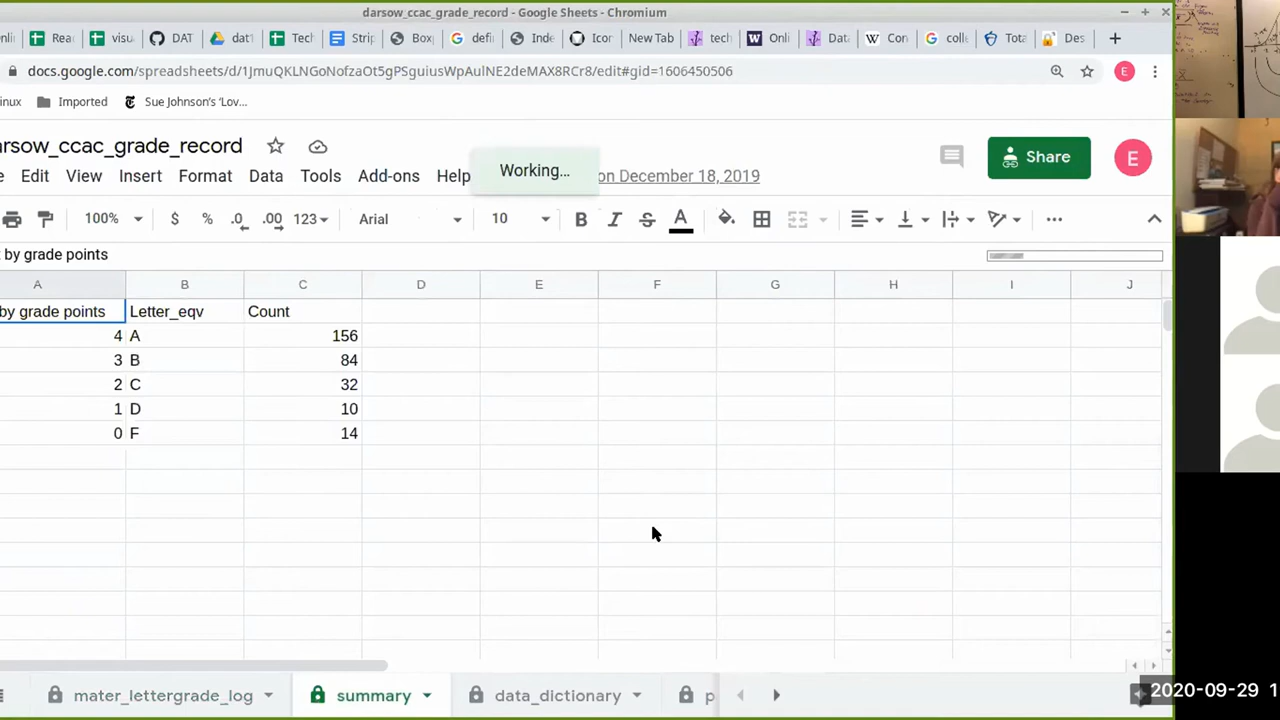 darsow_ccac_grade_record - Google Sheets - Chromium
Rea
visu
DAT
dat
Tech
Strip
Box
defi
Inde
Icor
New Tab
tech
Onli
Data
Cor
colle
Tota
Des
docs.google.com/spreadsheets/d/
/edit#gid=1606450506
E
inux
Imported
Sue Johnson's 'Lov...
arsow_ccac_grade_record
Share
E
e Edit View Insert Format Data Tools Add-ons Help
Working...
on December 18, 2019
100% $ % .0 .00 123 Arial 10 B I S A
t by grade points
A B C D E F G H I J
by grade points Letter_eqv Count
4 A 156
3 B 84
2 C 32
1 D 10
0 F 14
mater_lettergrade_log summary data_dictionary p
2020-09-29 1